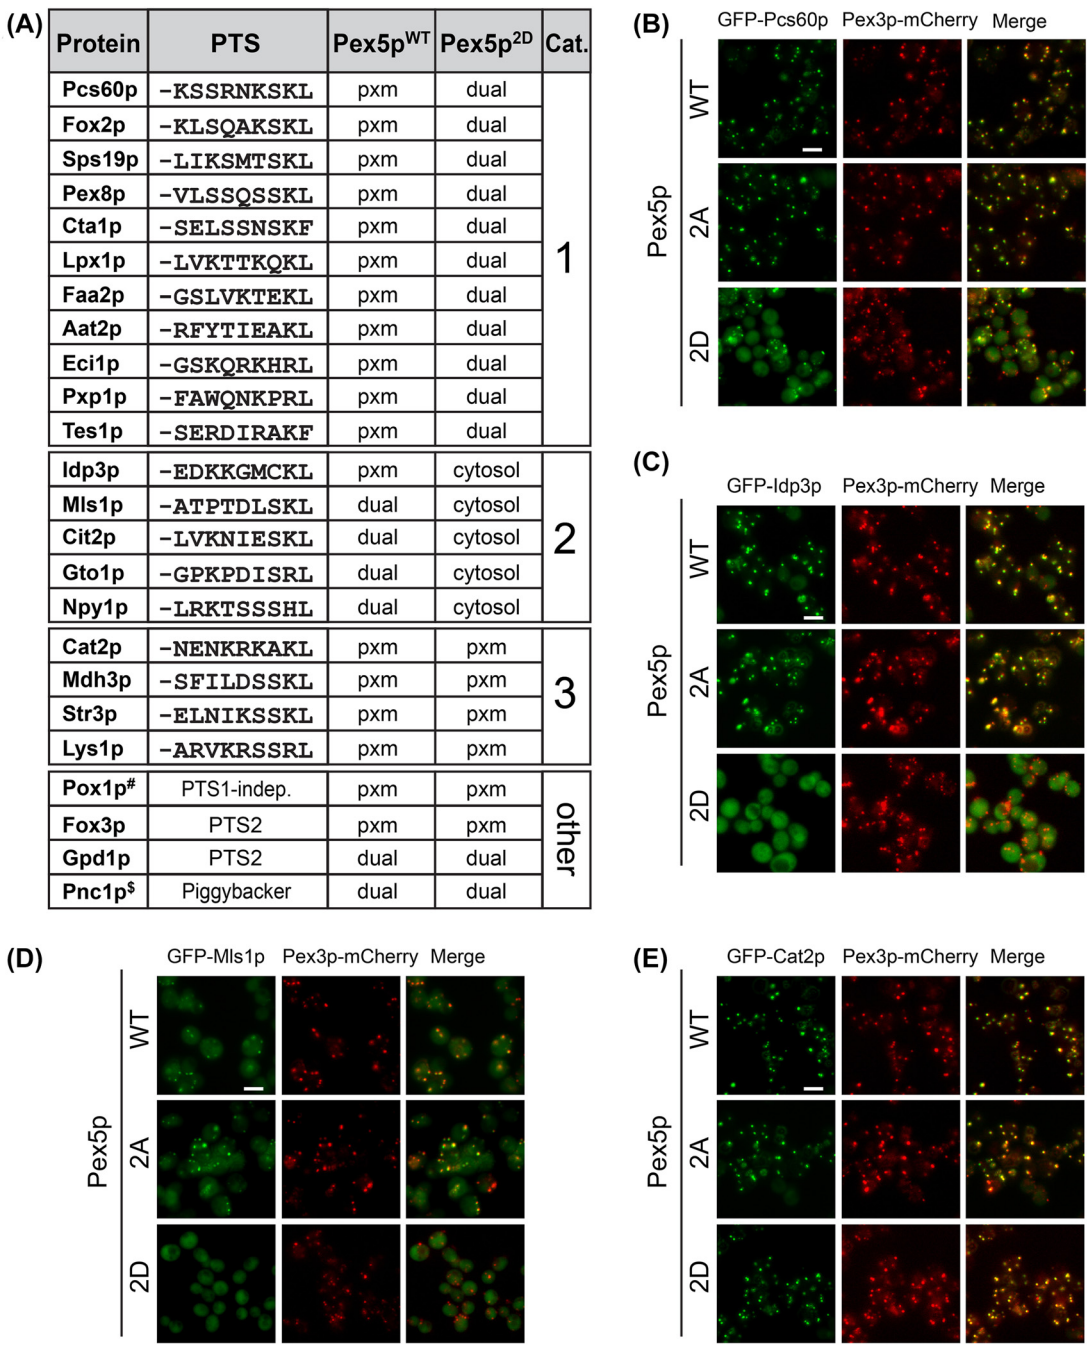 (A)
Protein PTS Pex5pWT Pex5p2D Cat.
Pcs60p -KSSRNKSKL pxm dual
Fox2p -KLSQAKSKL pxm dual
Sps19p -LIKSMTSKL pxm dual
Pex8p -VLSSQSSKL pxm dual
Cta1p -SELSSNSKF pxm dual
Lpx1p -LVKTTKQKL pxm dual
Faa2p -GSLVKTEKL pxm dual
Aat2p -RFYTIEAKL pxm dual
Eci1p -GSKQRKHRL pxm dual
Pxp1p -FAWQNKPRL pxm dual
Tes1p -SERDIRAKF pxm dual
1
Idp3p -EDKKGMCKL pxm cytosol
Mls1p -ATPTDLSKL dual cytosol
Cit2p -LVKNIESKL dual cytosol
Gto1p -GPKPDISRL dual cytosol
Npy1p -LRKTSSSHL dual cytosol
2
Cat2p -NENKRKAKL pxm pxm
Mdh3p -SFILDSSKL pxm pxm
Str3p -ELNIKSSKL pxm pxm
Lys1p -ARVKRSSRL pxm pxm
3
Pox1p# PTS1-indep. pxm pxm
Fox3p PTS2 pxm pxm
Gpd1p PTS2 dual dual
Pnc1p$ Piggybacker dual dual
other
(B)
GFP-Pcs60p Pex3p-mCherry Merge
Pex5p
WT
2A
2D
(C)
GFP-Idp3p Pex3p-mCherry Merge
Pex5p
WT
2A
2D
(D)
GFP-Mls1p Pex3p-mCherry Merge
Pex5p
WT
2A
2D
(E)
GFP-Cat2p Pex3p-mCherry Merge
Pex5p
WT
2A
2D